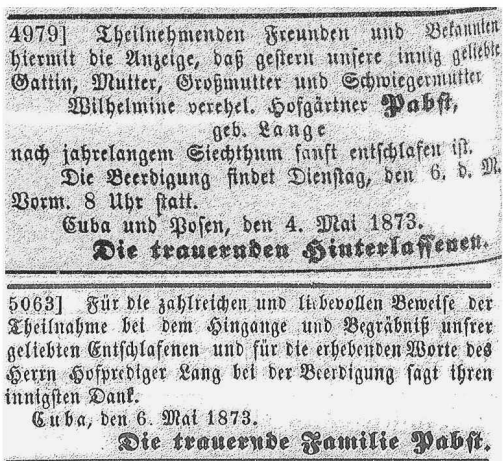 4979] Theilnehmenden Freunden und Bekannten
hiermit die Anzeige, daß gestern unsere innig geliebte
Gattin, Mutter, Großmutter und Schwiegermutter
Wilhelmine verehel. Hofgärtner Pabst,
geb. Lange
nach jahrelangem Siechthum sanft entschlafen ist.
Die Beerdigung findet Dienstag, den 6. d. M.
Vorm. 8 Uhr statt.
Cuba und Posen, den 4. Mai 1873.
Die trauernden Hinterlassenen.
5063] Für die zahlreichen und liebevollen Beweise der
Theilnahme bei dem Hingange und Begräbniß unsrer
geliebten Entschlafenen und für die erhebenden Worte des
Herrn Hofprediger Lang bei der Beerdigung sagt ihren
innigsten Dank.
Cuba, den 6. Mai 1873.
Die trauernde Familie Pabst.